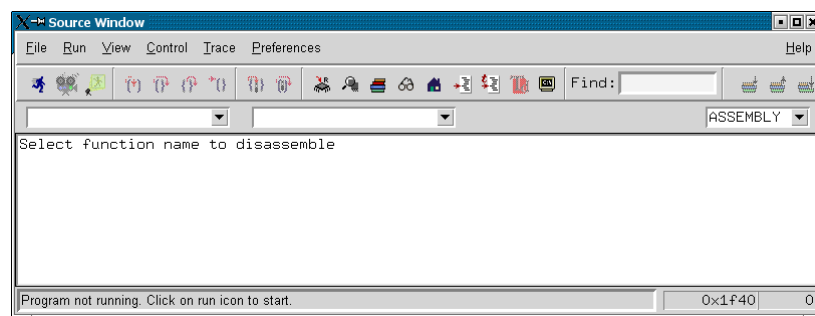 Source Window
File Run View Control Trace Preferences Help
Find:
ASSEMBLY
Select function name to disassemble
Program not running. Click on run icon to start. 0x1f40 0